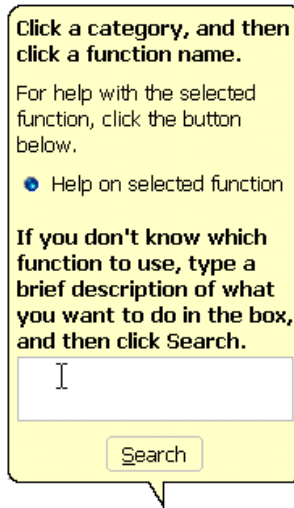 Click a category, and then
click a function name.
For help with the selected
function, click the button
below.
Help on selected function
If you don't know which
function to use, type a
brief description of what
you want to do in the box,
and then click Search.
Search